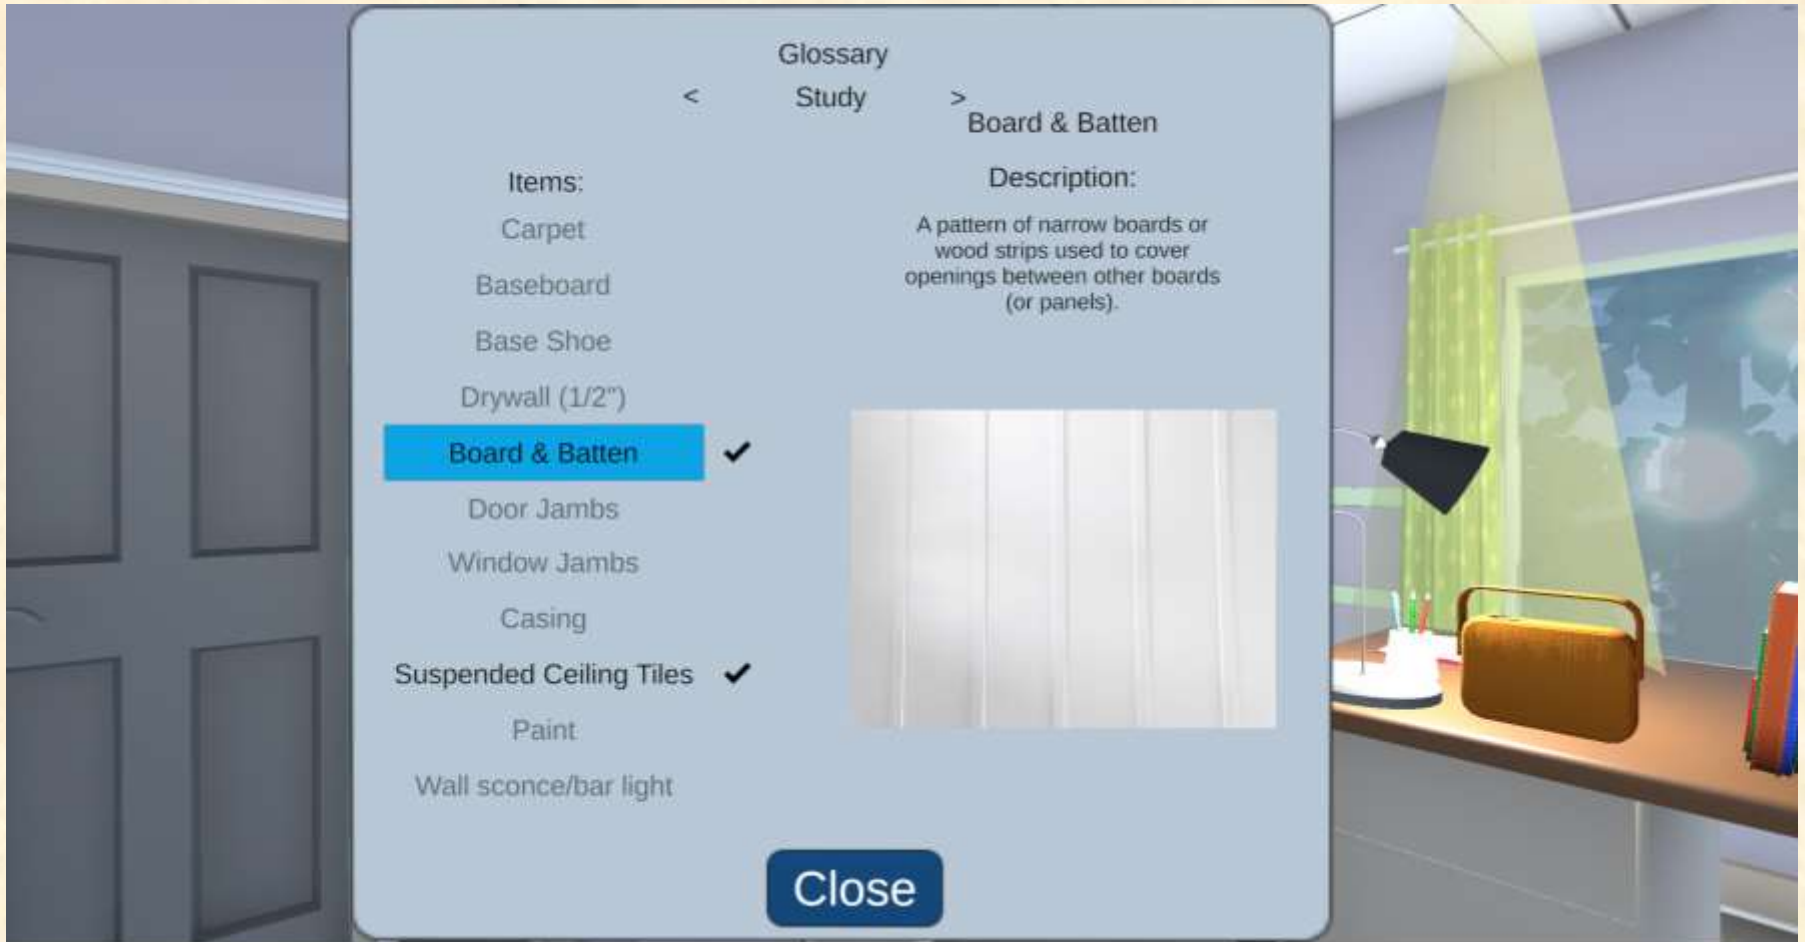 Glossary
< Study >
Items:
Carpet
Baseboard
Base Shoe
Drywall (1/2")
Board & Batten
Door Jambs
Window Jambs
Casing
Suspended Ceiling Tiles
Paint
Wall sconce/bar light
Board & Batten
Description:
A pattern of narrow boards or
wood strips used to cover
openings between other boards
(or panels).
Close